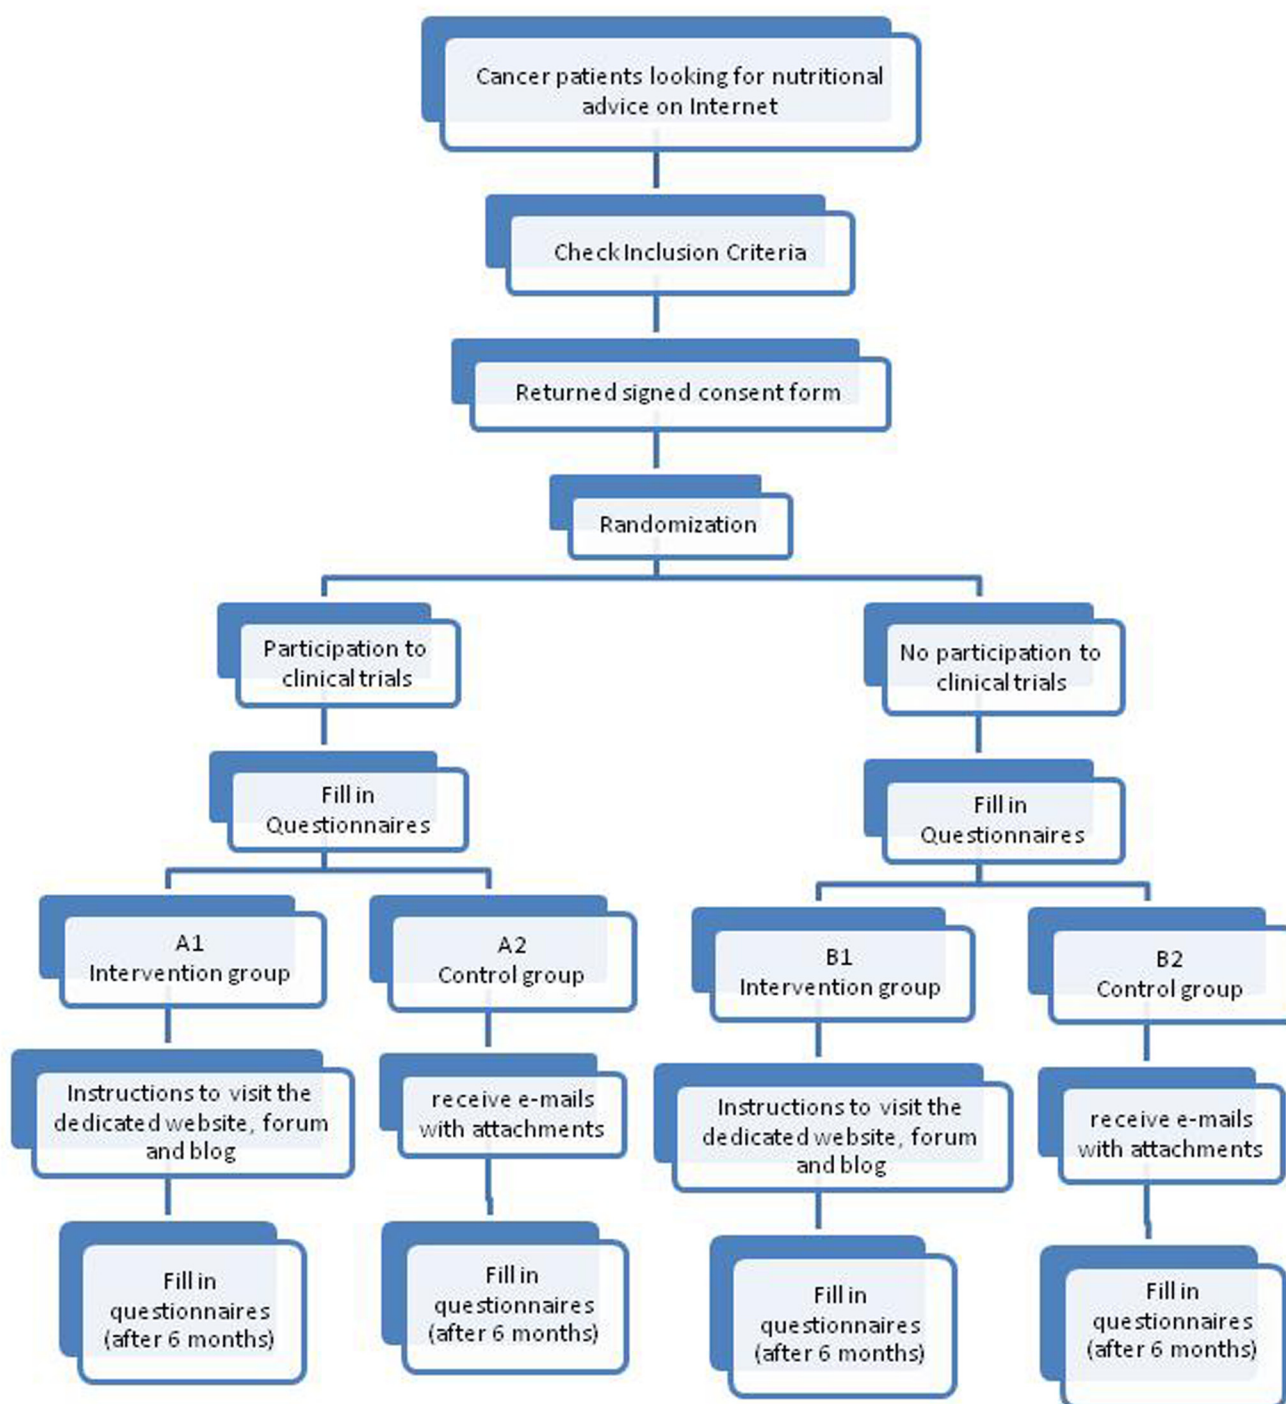 Cancer patients looking for nutritional
advice on Internet
Check Inclusion Criteria
Returned signed consent form
Randomization
Participation to
clinical trials
No participation to
clinical trials
Fill in
Questionnaires
Fill in
Questionnaires
A1
Intervention group
A2
Control group
B1
Intervention group
B2
Control group
Instructions to visit the
dedicated website, forum
and blog
receive e-mails
with attachments
Instructions to visit the
dedicated website, forum
and blog
receive e-mails
with attachments
Fill in
questionnaires
(after 6 months)
Fill in
questionnaires
(after 6 months)
Fill in
questionnaires
(after 6 months)
Fill in
questionnaires
(after 6 months)